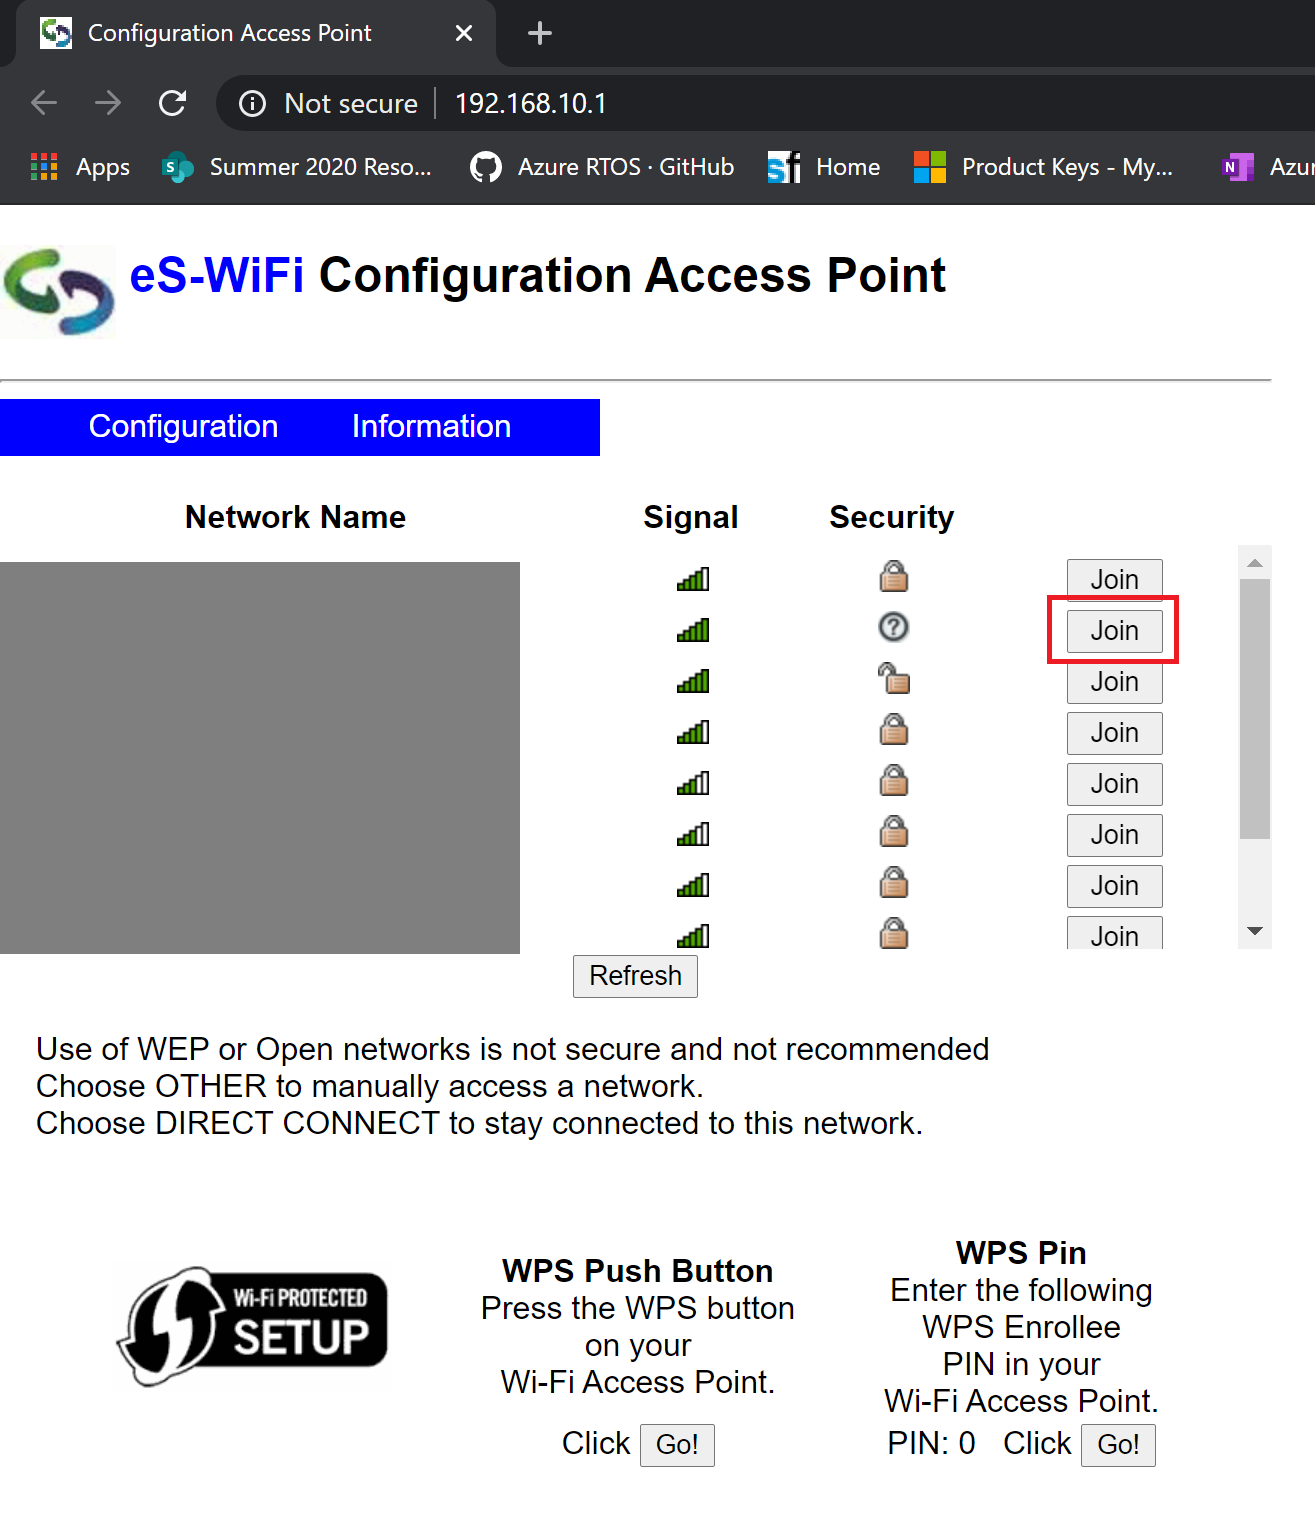 Configuration Access Point
Not secure 192.168.10.1
Apps Summer 2020 Reso... Azure RTOS · GitHub sf Home Product Keys - My... N Azur
eS-WiFi Configuration Access Point
Configuration Information
Network Name Signal Security
Join
Join
Join
Join
Join
Join
Join
Join
Refresh
Use of WEP or Open networks is not secure and not recommended
Choose OTHER to manually access a network.
Choose DIRECT CONNECT to stay connected to this network.
Wi-Fi PROTECTED
SETUP
WPS Push Button
Press the WPS button
on your
Wi-Fi Access Point.
Click Go!
WPS Pin
Enter the following
WPS Enrollee
PIN in your
Wi-Fi Access Point.
PIN: 0 Click Go!